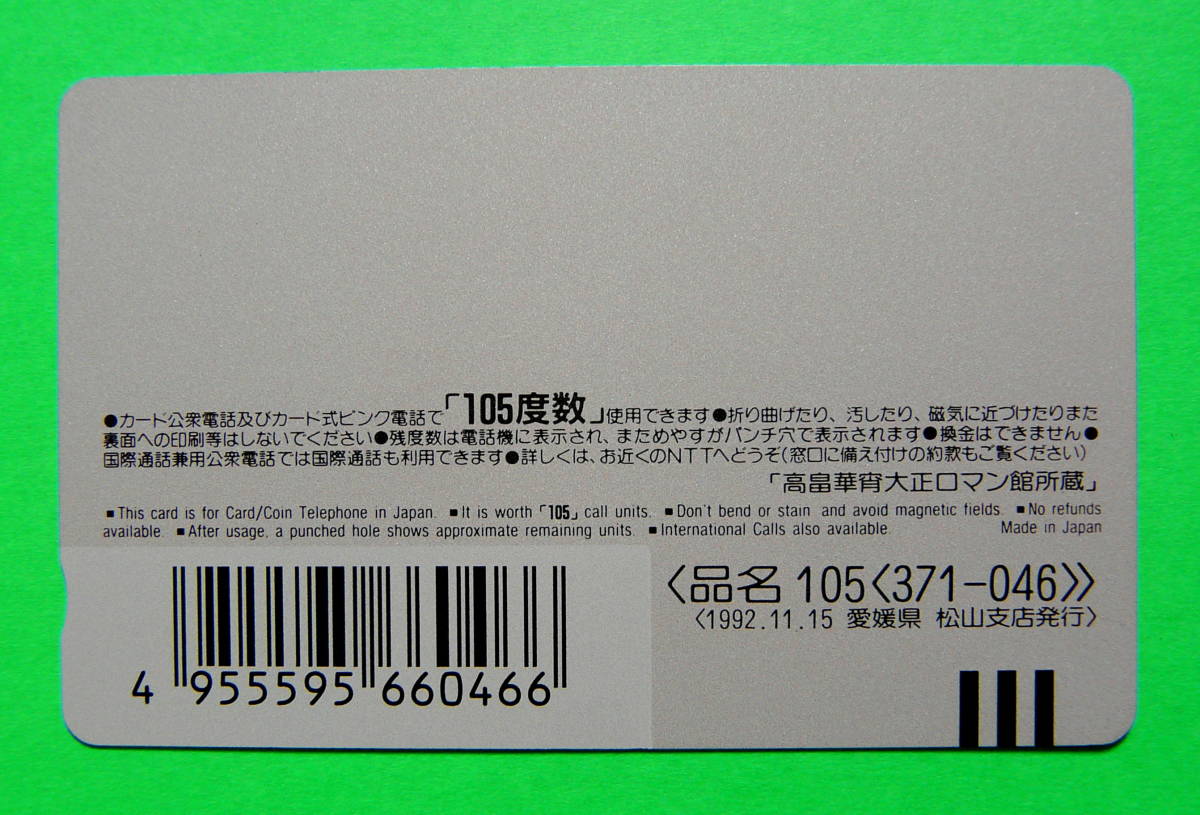 ●カード公衆電話及びカード式ピンク電話で「105度数」使用できます●折り曲げたり、汚したり、磁気に近づけたりまた
裏面への印刷等はしないでください●残度数は電話機に表示され、まためやすがパンチ穴で表示されます●換金はできません●
国際通話兼用公衆電話では国際通話も利用できます●詳しくは、お近くのNTTへどうぞ(窓口に備え付けの約款もご覧ください)
「高畠華宵大正ロマン館所蔵」
■This card is for Card/Coin Telephone in Japan. ■It is worth「105」call units. ■Don't bend or stain and avoid magnetic fields. ■No refunds
available. ■After usage, a punched hole shows approximate remaining units. ■International Calls also available. Made in Japan
〈品名 105〈371-046〉〉
〈1992.11.15 愛媛県 松山支店発行〉
4 955595 660466